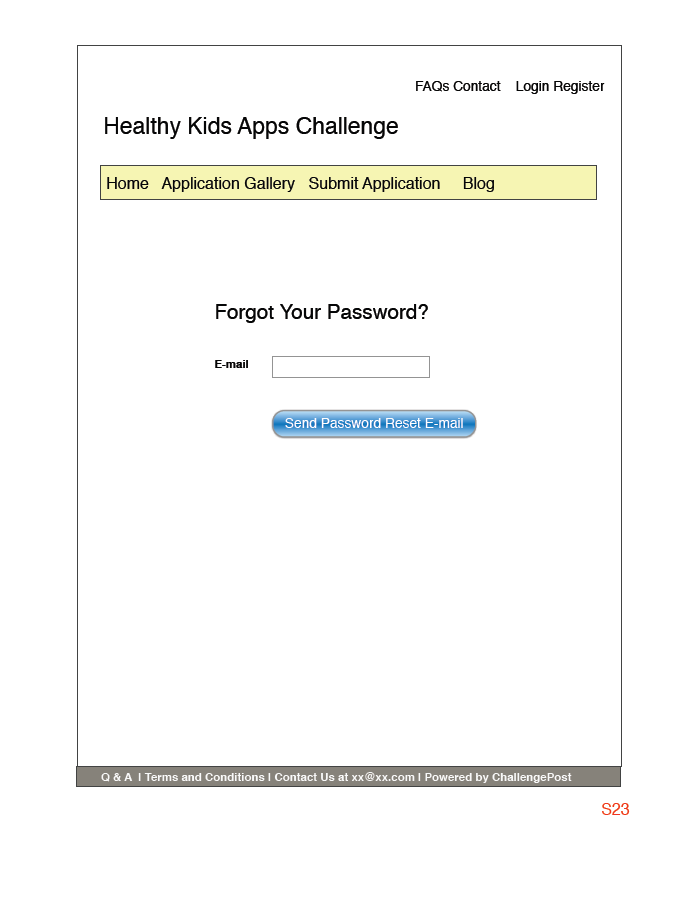 FAQs Contact Login Register
Healthy Kids Apps Challenge
Home Application Gallery Submit Application Blog
Forgot Your Password?
E-mail
Send Password Reset E-mail
Q & A | Terms and Conditions | Contact Us at xx@xx.com | Powered by ChallengePost
S23